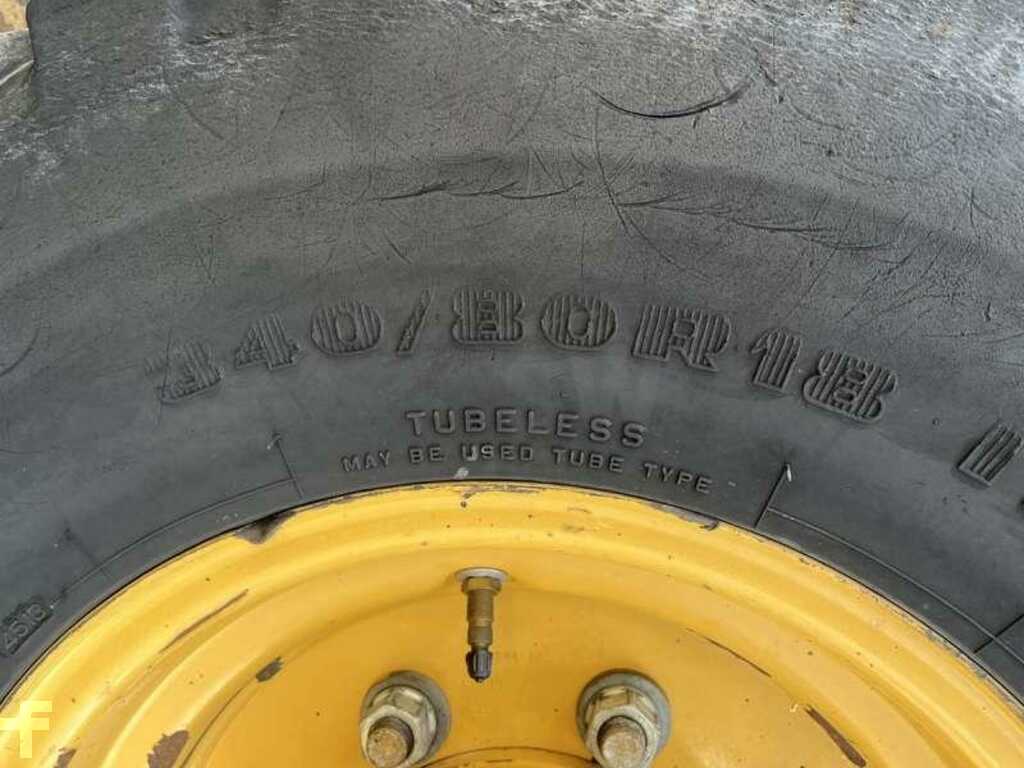 340/80R18
TUBELESS
MAY BE USED TUBE TYPE